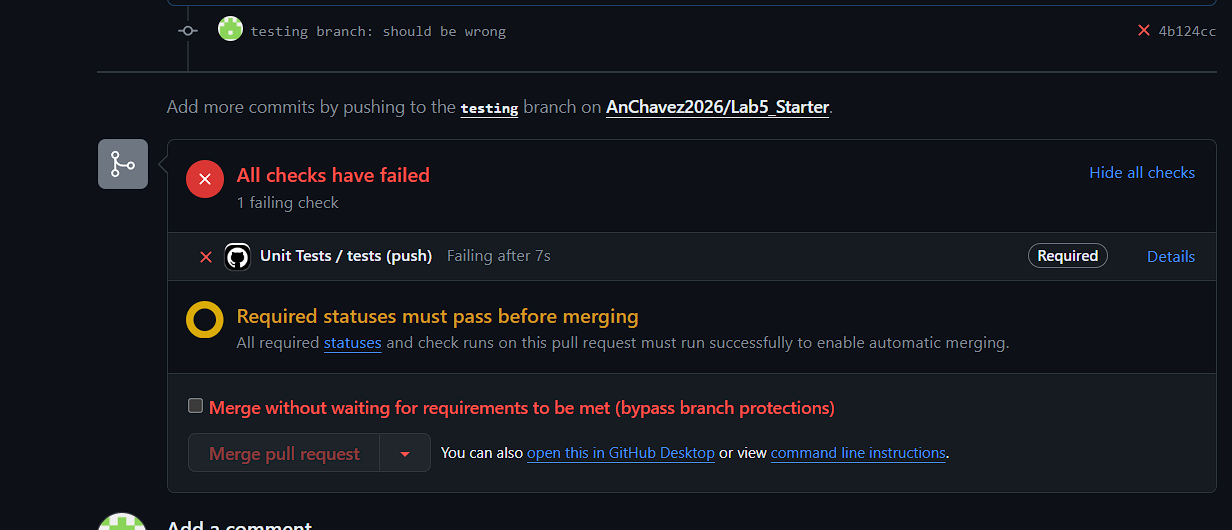 testing branch: should be wrong 4b124cc
Add more commits by pushing to the testing branch on AnChavez2026/Lab5_Starter.
All checks have failed
Hide all checks
1 failing check
Unit Tests / tests (push) Failing after 7s Required Details
Required statuses must pass before merging
All required statuses and check runs on this pull request must run successfully to enable automatic merging.
Merge without waiting for requirements to be met (bypass branch protections)
Merge pull request You can also open this in GitHub Desktop or view command line instructions.
Add a comment